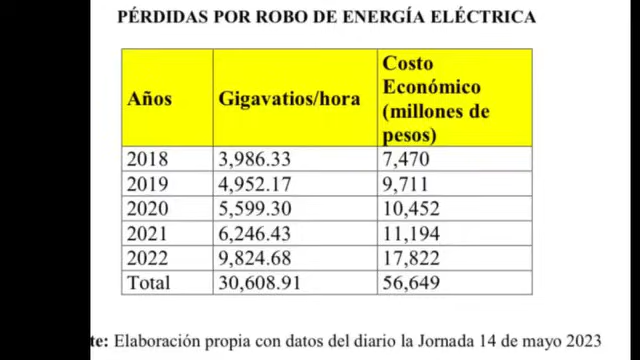 PÉRDIDAS POR ROBO DE ENERGÍA ELÉCTRICA
Años Gigavatios/hora Costo Económico (millones de pesos)
2018 3,986.33 7,470
2019 4,952.17 9,711
2020 5,599.30 10,452
2021 6,246.43 11,194
2022 9,824.68 17,822
Total 30,608.91 56,649
te: Elaboración propia con datos del diario la Jornada 14 de mayo 2023